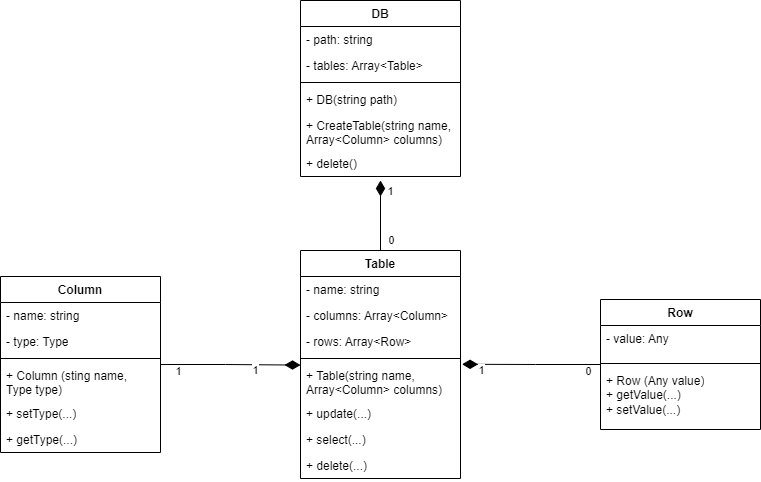 DB
- path: string
- tables: Array<Table>
+ DB(string path)
+ CreateTable(string name,
Array<Column> columns)
+ delete()
1
0
Table
- name: string
- columns: Array<Column>
- rows: Array<Row>
+ Table(string name,
Array<Column> columns)
+ update(...)
+ select(...)
+ delete(...)
Column
- name: string
- type: Type
+ Column (sting name,
Type type)
+ setType(...)
+ getType(...)
1
1
1
0
Row
- value: Any
+ Row (Any value)
+ getValue(...)
+ setValue(...)